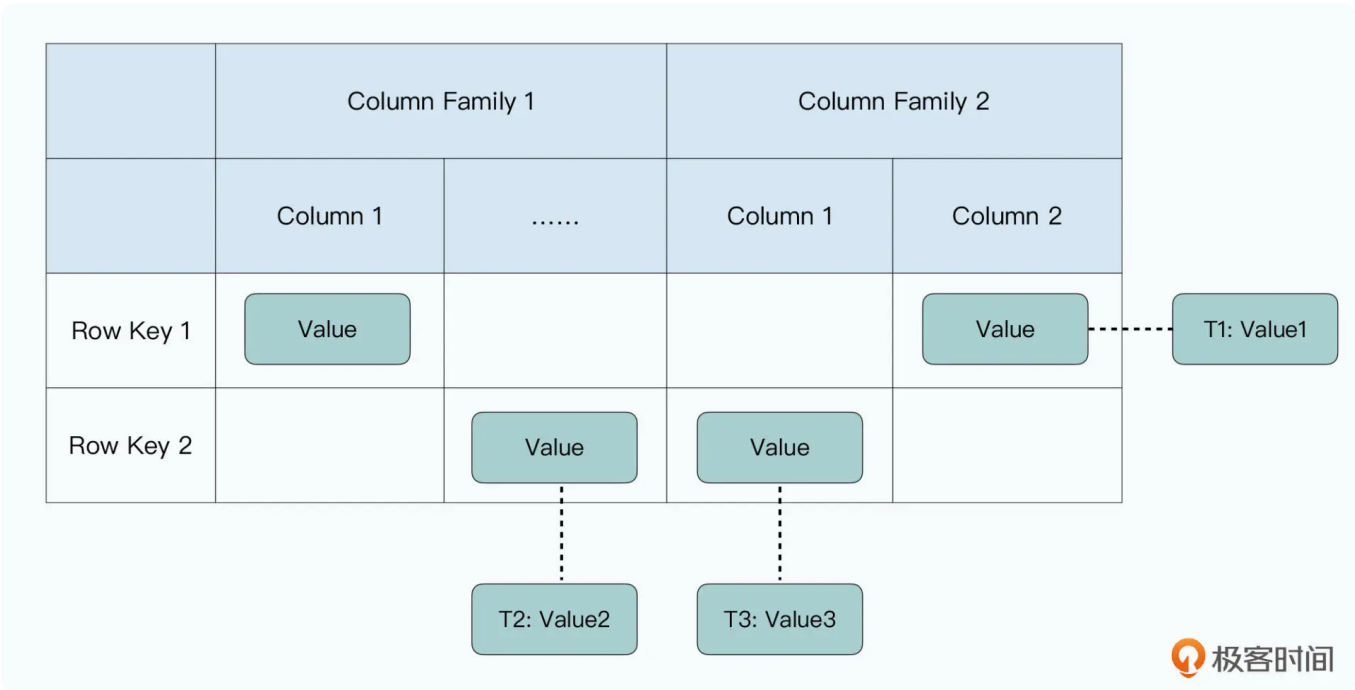 Column Family 1 Column Family 2
Column 1 …… Column 1 Column 2
Row Key 1 Value Value T1: Value1
Row Key 2 Value Value
T2: Value2 T3: Value3
极客时间